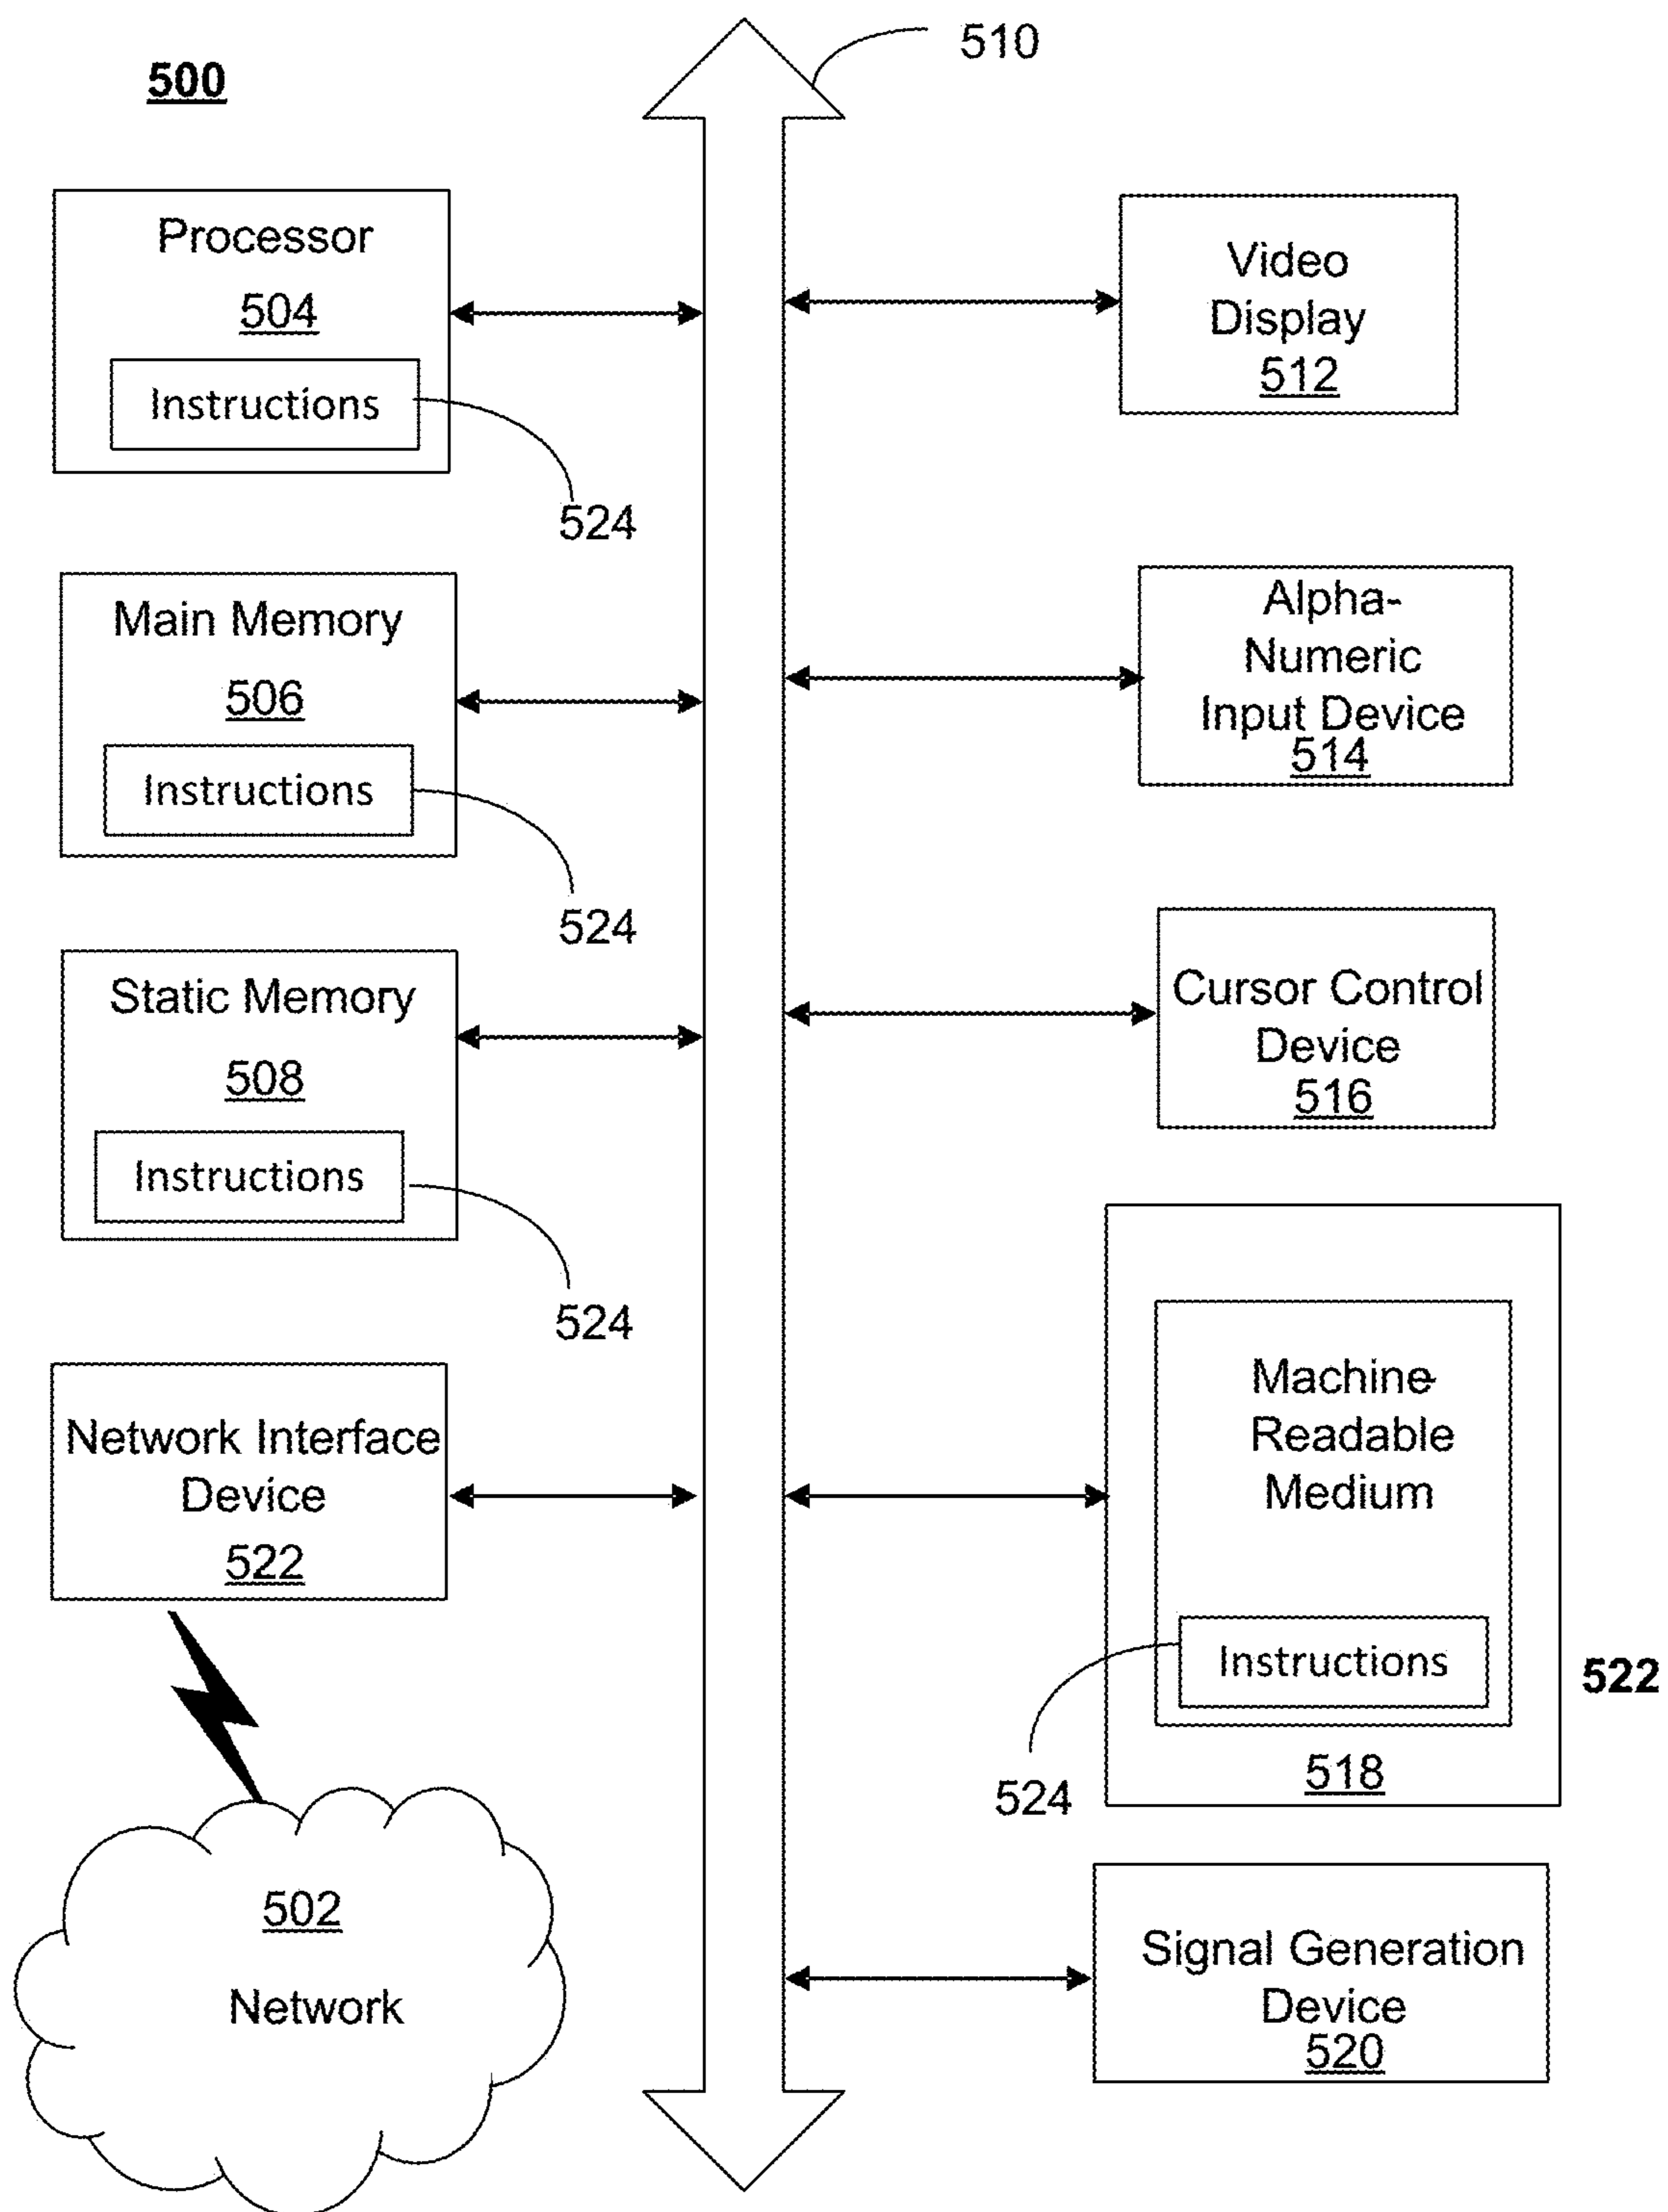 500
510
Processor
504
Instructions
524
Main Memory
506
Instructions
524
Static Memory
508
Instructions
524
Network Interface
Device
522
502
Network
Video
Display
512
Alpha-
Numeric
Input Device
514
Cursor Control
Device
516
Machine-
Readable
Medium
Instructions
522
518
524
Signal Generation
Device
520